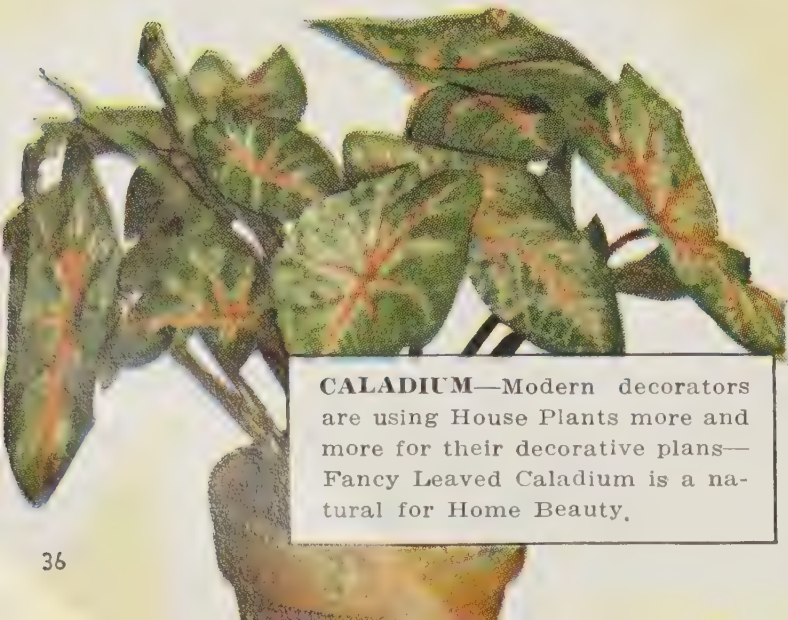 CALADIUM—Modern decorators
are using House Plants more and
more for their decorative plans—
Fancy Leaved Caladium is a na-
tural for Home Beauty.
36